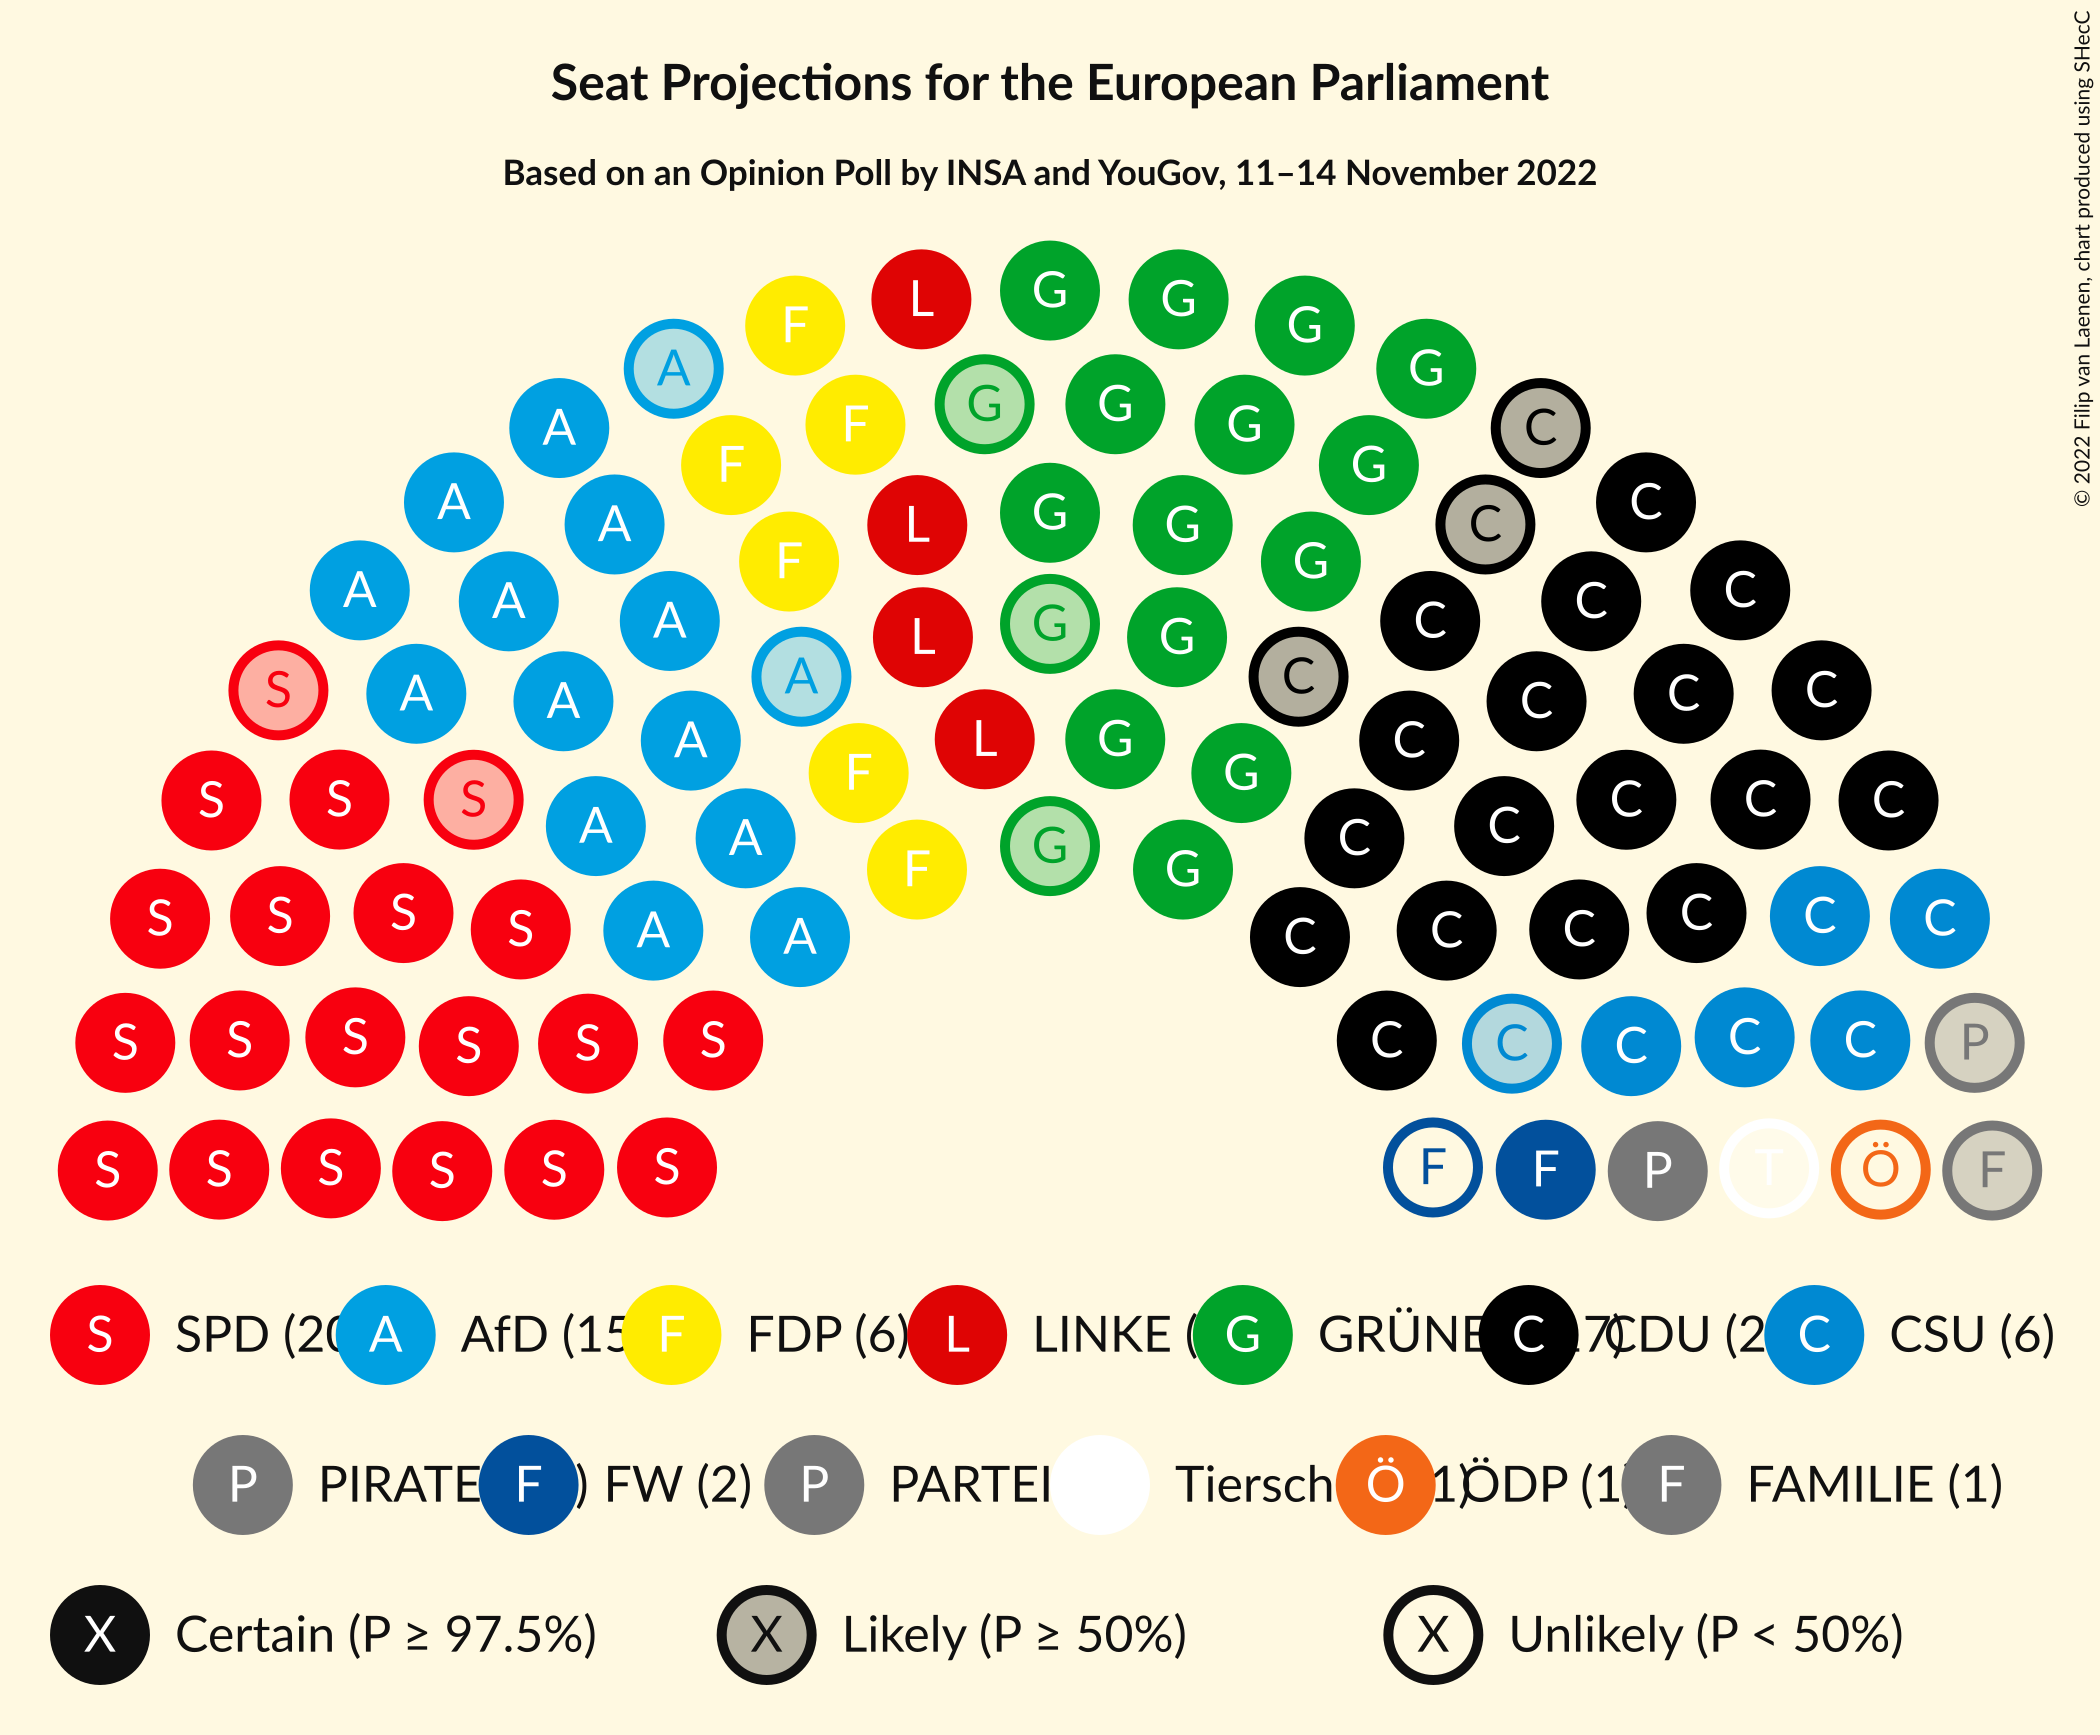 Seat Projections for the European Parliament
Based on an Opinion Poll by INSA and YouGov, 11–14 November 2022
© 2022 Filip van Laenen, chart produced using SHecC
L G G G
F G
A G
G G
A F F G G C
F G
A G C
A L G C
F G
A C
A C
A G C
L G
A C
S A A C C C
A L G C
F G
S S S C C C
A C
A C
G
F G
S S S C C C
S A A C C C
S S S S S S C C C C C P
S S S S S S F F P T Ö F
S SPD (20 A AfD (15 F FDP (6) L LINKE ( G GRÜNE C 7) CDU (2 C CSU (6)
P PIRATE F ) FW (2) P PARTEI Tiersch Ö 1) ÖDP (1) F FAMILIE (1)
X Certain (P ≥ 97.5%) X Likely (P ≥ 50%) X Unlikely (P < 50%)